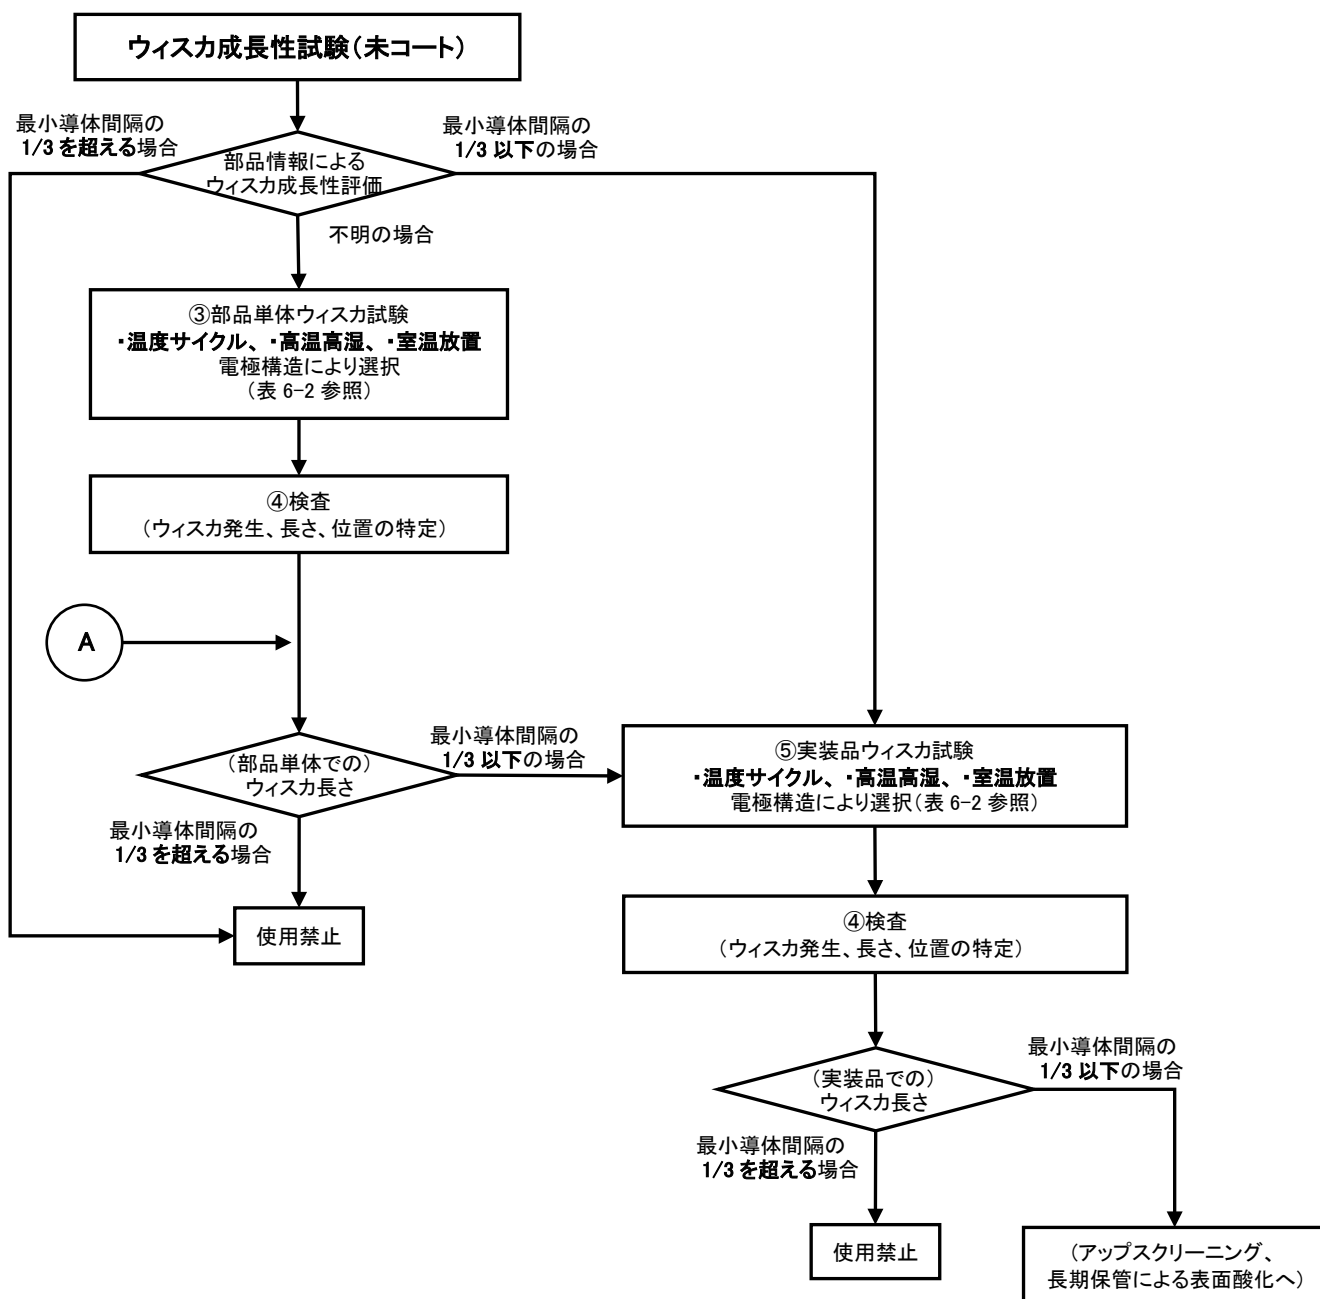 ウィスカ成長性試験（未コート）
最小導体間隔の
1/3 を超える場合
最小導体間隔の
1/3 以下の場合
部品情報による
ウィスカ成長性評価
不明の場合
③部品単体ウィスカ試験
・温度サイクル、・高温高湿、・室温放置
電極構造により選択
（表 6-2 参照）
④検査
（ウィスカ発生、長さ、位置の特定）
A
（部品単体での）
ウィスカ長さ
最小導体間隔の
1/3 以下の場合
最小導体間隔の
1/3 を超える場合
使用禁止
⑤実装品ウィスカ試験
・温度サイクル、・高温高湿、・室温放置
電極構造により選択（表 6-2 参照）
④検査
（ウィスカ発生、長さ、位置の特定）
（実装品での）
ウィスカ長さ
最小導体間隔の
1/3 以下の場合
最小導体間隔の
1/3 を超える場合
使用禁止
（アップスクリーニング、
長期保管による表面酸化へ）